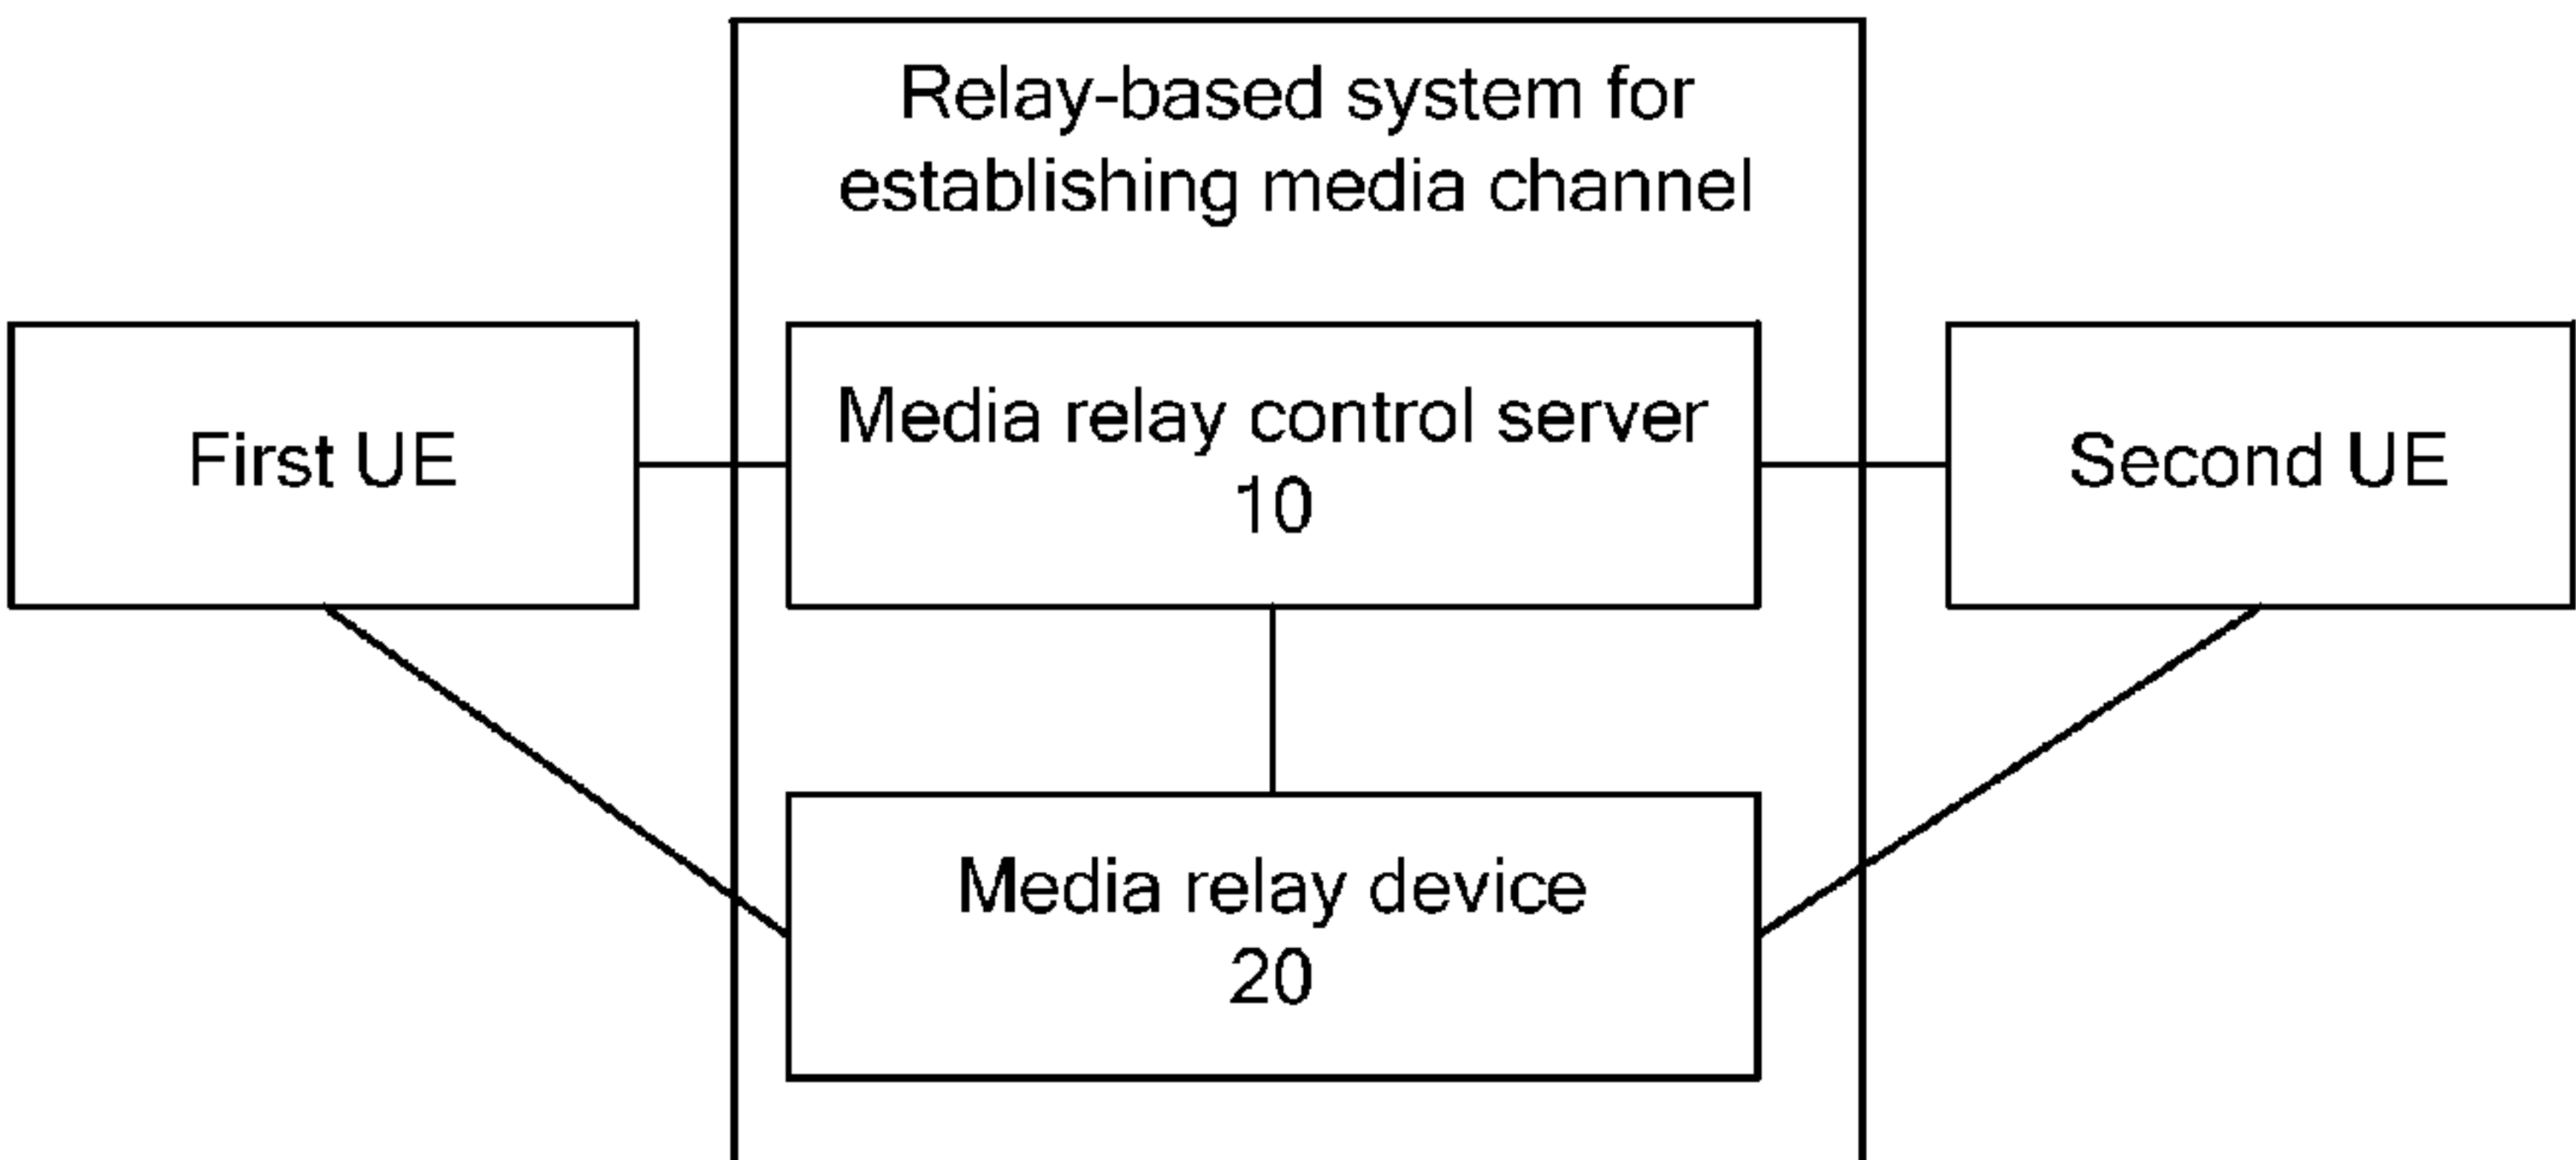 Relay-based system for
establishing media channel
First UE
Media relay control server
10
Second UE
Media relay device
20